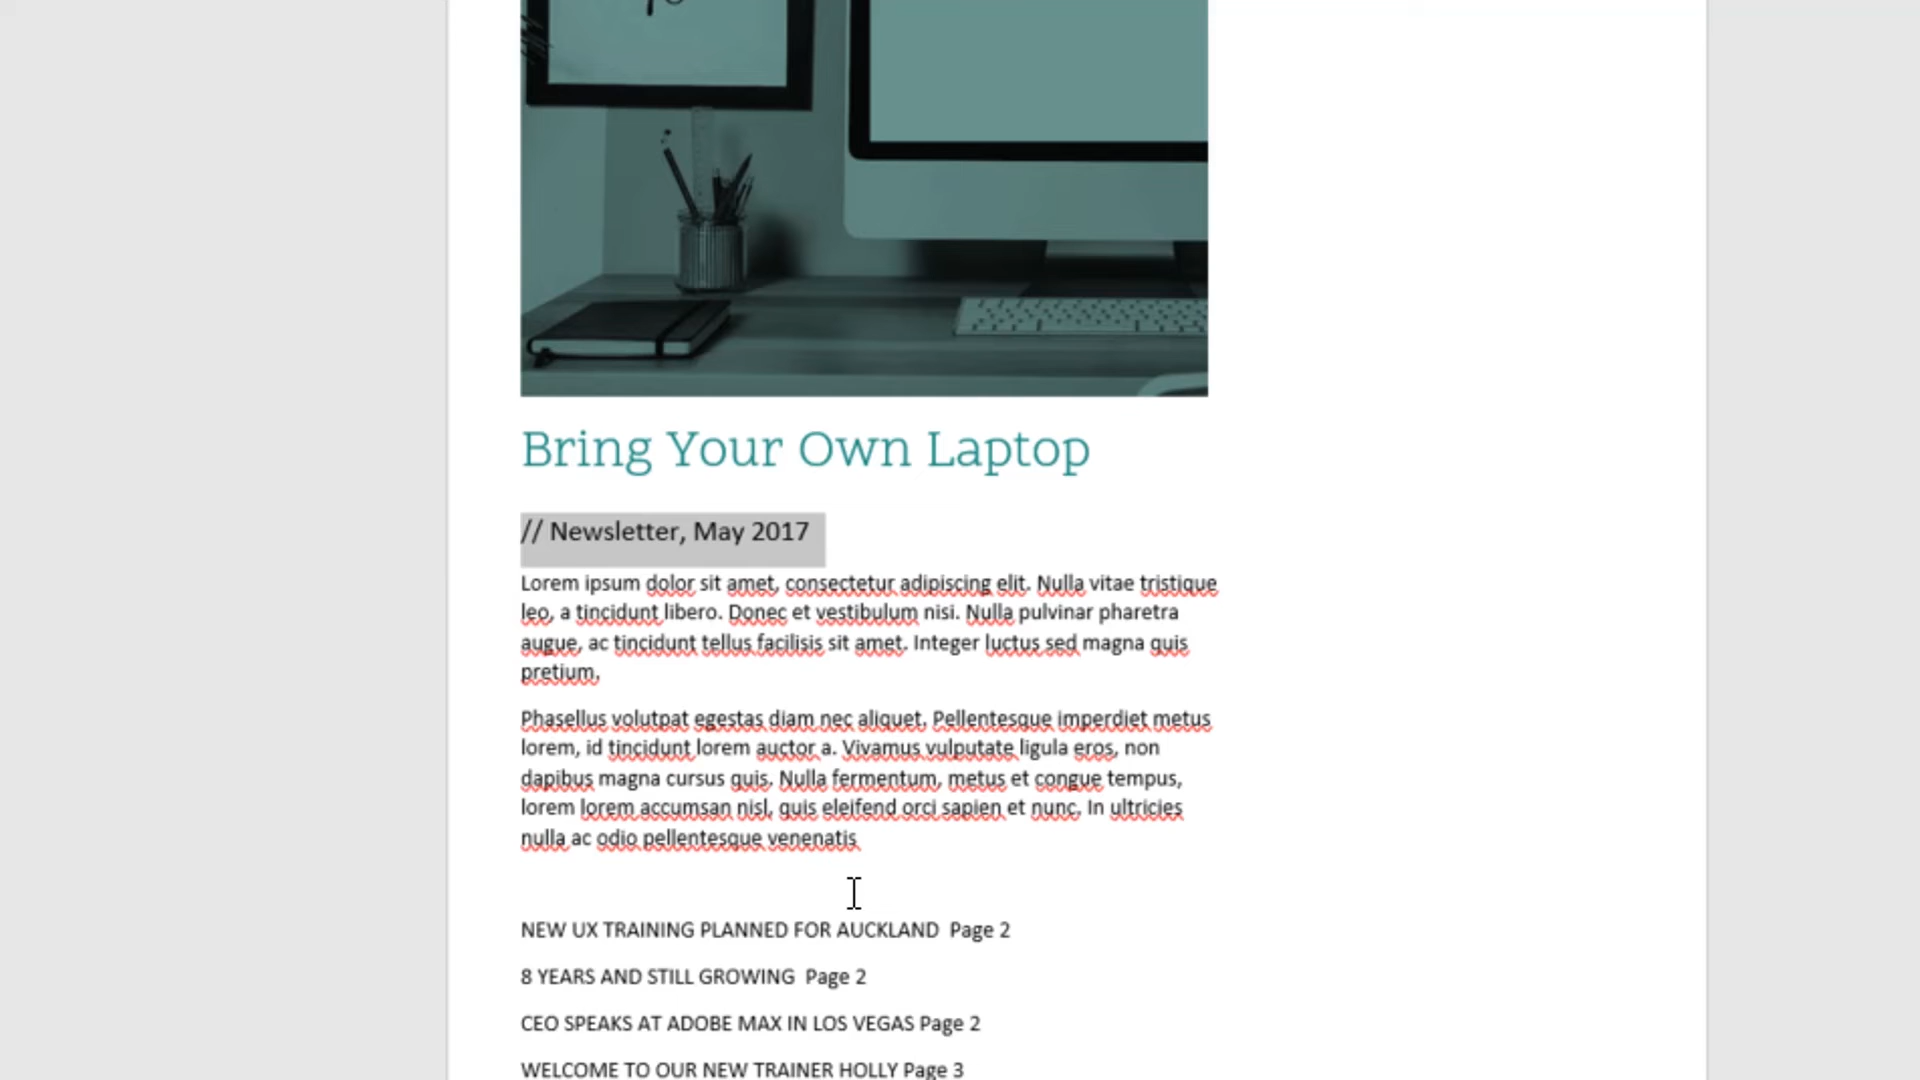 Bring Your Own Laptop
// Newsletter, May 2017
Lorem ipsum dolor sit amet, consectetur adipiscing elit. Nulla vitae tristique
leo, a tincidunt libero. Donec et vestibulum nisi. Nulla pulvinar pharetra
augue, ac tincidunt tellus facilisis sit amet. Integer luctus sed magna quis
pretium.
Phasellus volutpat egestas diam nec aliquet. Pellentesque imperdiet metus
lorem, id tincidunt lorem auctor a. Vivamus vulputate ligula eros, non
dapibus magna cursus quis. Nulla fermentum, metus et congue tempus,
lorem lorem accumsan nisl, quis eleifend orci sapien et nunc. In ultricies
nulla ac odio pellentesque venenatis
NEW UX TRAINING PLANNED FOR AUCKLAND  Page 2
8 YEARS AND STILL GROWING  Page 2
CEO SPEAKS AT ADOBE MAX IN LOS VEGAS Page 2
WELCOME TO OUR NEW TRAINER HOLLY Page 3